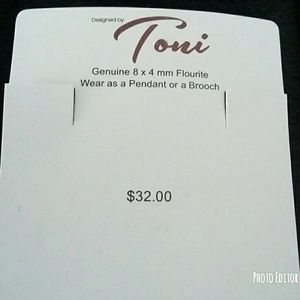 Designed by
Toni
Genuine 8 x 4 mm Flourite
Wear as a Pendant or a Brooch
$32.00
Photo Editor